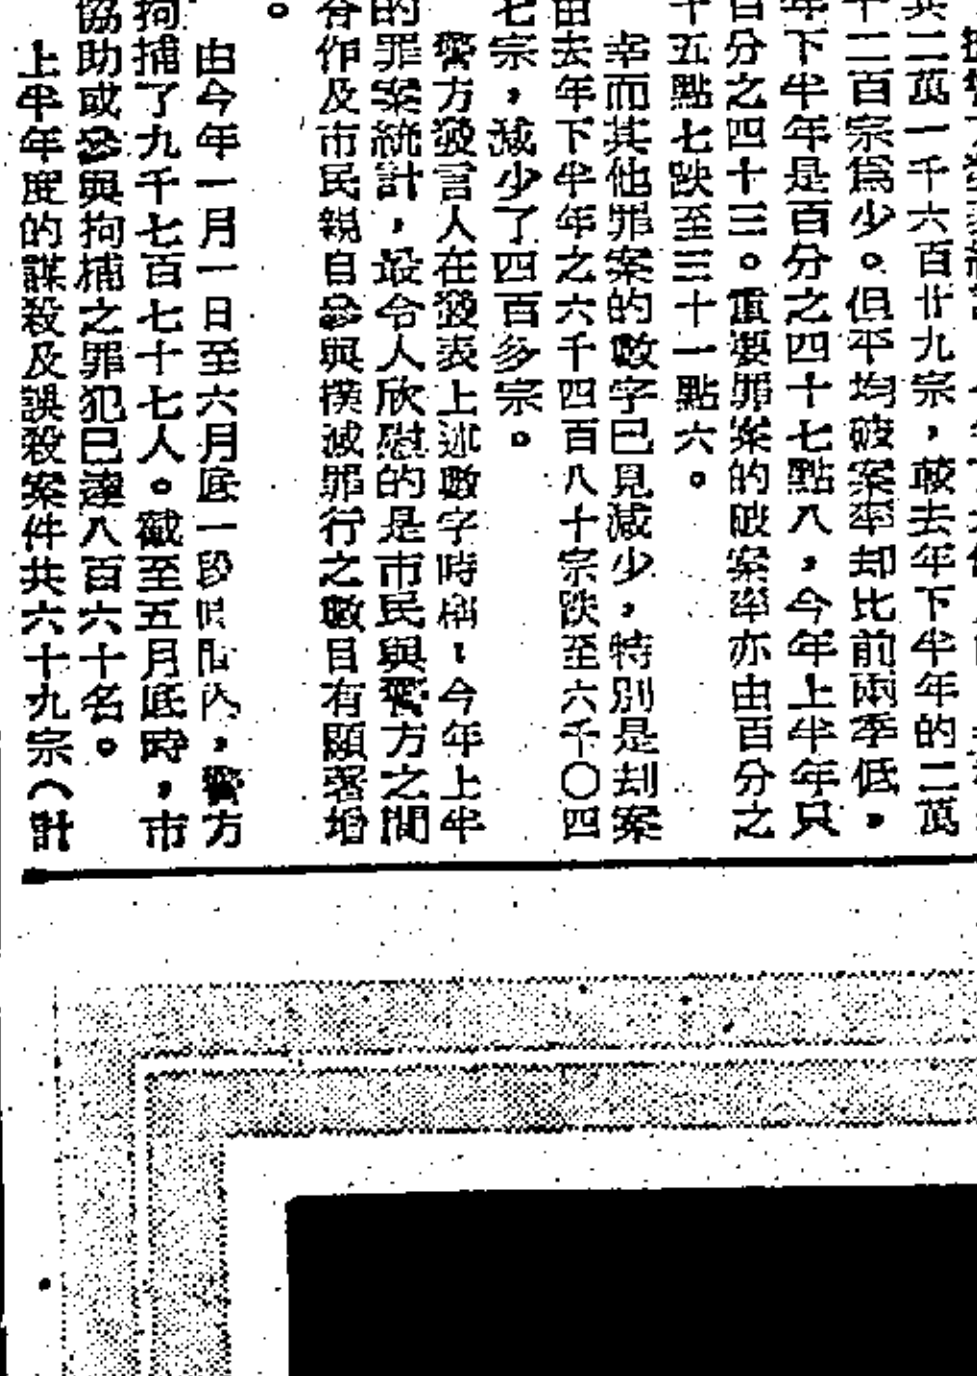 共二萬一千六百廿九宗，較去年下半年的二萬
十二百宗爲少。但平均破案率却比前兩季低，
年下半年是百分之四十七點八，今年上半年只
百分之四十三。重要罪案的破案率亦由百分之
十五點七跌至三十一點六。
幸而其他罪案的數字已見減少，特別是刦案
由去年下半年之六千四百八十宗跌至六千〇四
七宗，減少了四百多宗。
警方發言人在發表上述數字時稱：今年上半
的罪案統計，最令人欣慰的是市民與警方之間
合作及市民親自參與撲滅罪行之數目有顯著增
。
由今年一月一日至六月底一段時間內，警方
拘捕了九千七百七十七人。截至五月底時，市
協助或參與拘捕之罪犯已達八百六十名。
上半年度的謀殺及誤殺案件共六十九宗（計